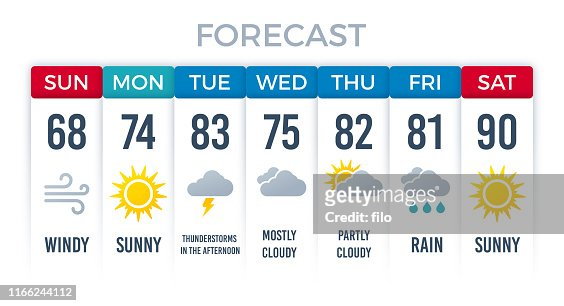 FORECAST
SUN MON TUE WED THU FRI SAT
68 74 83 75 82 81 90
WINDY SUNNY THUNDERSTORMS IN THE AFTERNOON MOSTLY CLOUDY PARTLY CLOUDY RAIN SUNNY
gettyimages
Credit: filo
1166244112